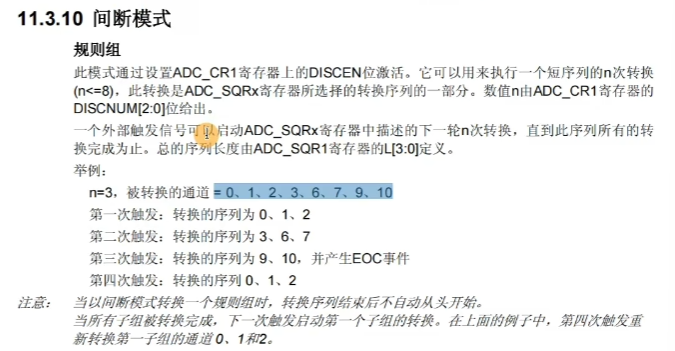 11.3.10 间断模式
规则组
此模式通过设置ADC_CR1寄存器上的DISCEN位激活。它可以用来执行一个短序列的n次转换
(n<=8)，此转换是ADC_SQRx寄存器所选择的转换序列的一部分。数值n由ADC_CR1寄存器的
DISCNUM[2:0]位给出。
一个外部触发信号可以启动ADC_SQRx寄存器中描述的下一轮n次转换，直到此序列所有的转
换完成为止。总的序列长度由ADC_SQR1寄存器的L[3:0]定义。
举例：
n=3，被转换的通道 = 0、1、2、3、6、7、9、10
第一次触发：转换的序列为 0、1、2
第二次触发：转换的序列为 3、6、7
第三次触发：转换的序列为 9、10，并产生EOC事件
第四次触发：转换的序列 0、1、2
注意： 当以间断模式转换一个规则组时，转换序列结束后不自动从头开始。
当所有子组被转换完成，下一次触发启动第一个子组的转换。在上面的例子中，第四次触发重
新转换第一子组的通道 0、1和2。